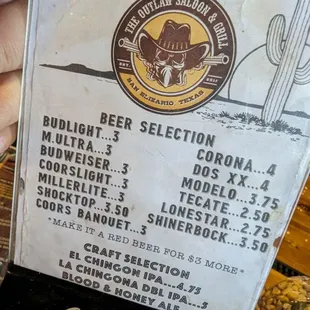 THE OUTLAW SALOON & GRILL
EST.
SAN ELIZARIO TEXAS
BEER SELECTION
BUDLIGHT..3
M.ULTRA...3
BUDWEISER...3
COORSLIGHT...3
MILLERLITE...3
SHOCKTOP...3.50
COORS BANQUET...3
CORONA...4
DOS XX...4
MODELO...3.75
TECATE...2.50
LONESTAR...2.75
SHINERBOCK...3.50
"MAKE IT A RED BEER FOR $3 MORE"
CRAFT SELECTION
EL CHINGON IPA....4.75
LA CHINGONA DBL IPA...5
BLOOD & HONEY ALE